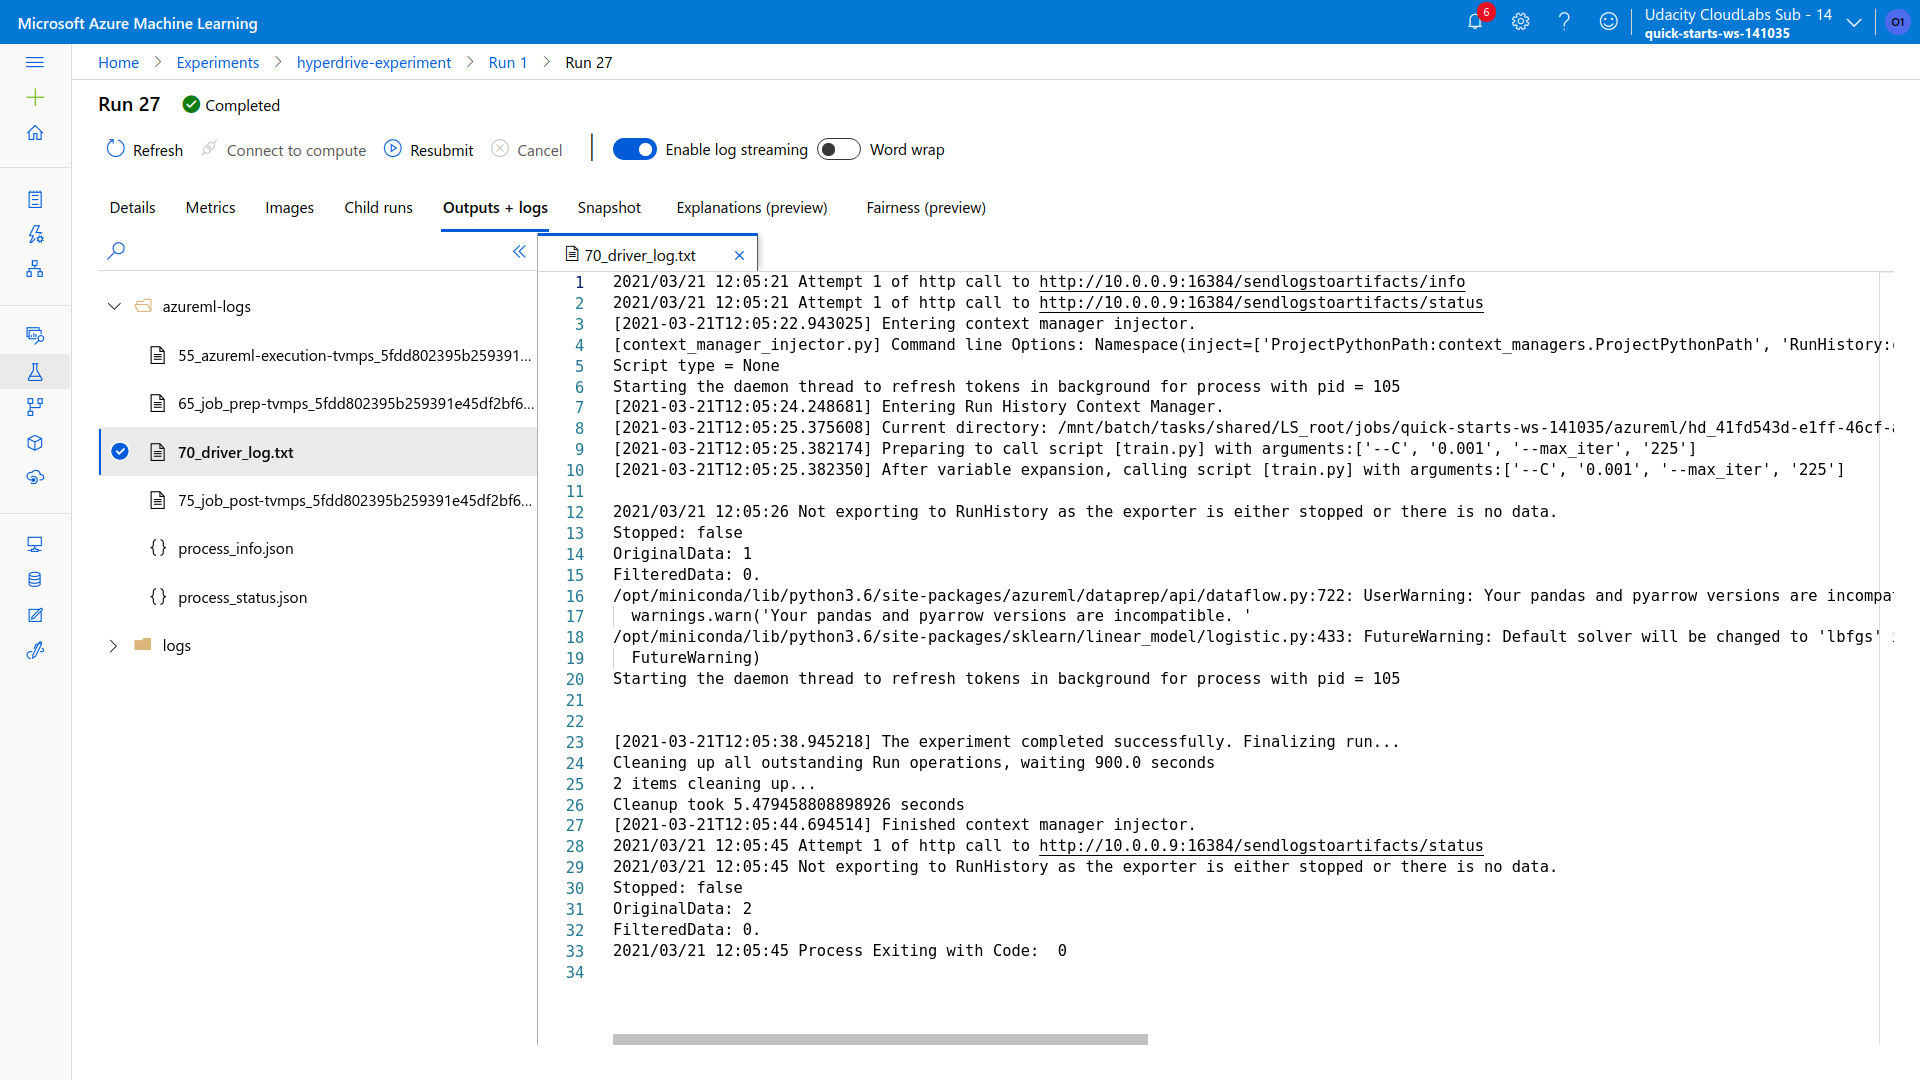 Microsoft Azure Machine Learning
6
Udacity CloudLabs Sub - 14
quick-starts-ws-141035
O1
Home > Experiments > hyperdrive-experiment > Run 1 > Run 27
Run 27 Completed
Refresh Connect to compute Resubmit Cancel Enable log streaming Word wrap
Details Metrics Images Child runs Outputs + logs Snapshot Explanations (preview) Fairness (preview)
azureml-logs
55_azureml-execution-tvmps_5fdd802395b259391...
65_job_prep-tvmps_5fdd802395b259391e45df2bf6...
70_driver_log.txt
75_job_post-tvmps_5fdd802395b259391e45df2bf6...
{} process_info.json
{} process_status.json
logs
70_driver_log.txt
1 2021/03/21 12:05:21 Attempt 1 of http call to http://10.0.0.9:16384/sendlogstoartifacts/info
2 2021/03/21 12:05:21 Attempt 1 of http call to http://10.0.0.9:16384/sendlogstoartifacts/status
3 [2021-03-21T12:05:22.943025] Entering context manager injector.
4 [context_manager_injector.py] Command line Options: Namespace(inject=['ProjectPythonPath:context_managers.ProjectPythonPath', 'RunHistory:
5 Script type = None
6 Starting the daemon thread to refresh tokens in background for process with pid = 105
7 [2021-03-21T12:05:24.248681] Entering Run History Context Manager.
8 [2021-03-21T12:05:25.375608] Current directory: /mnt/batch/tasks/shared/LS_root/jobs/quick-starts-ws-141035/azureml/hd_41fd543d-e1ff-46cf-a
9 [2021-03-21T12:05:25.382174] Preparing to call script [train.py] with arguments:['--C', '0.001', '--max_iter', '225']
10 [2021-03-21T12:05:25.382350] After variable expansion, calling script [train.py] with arguments:['--C', '0.001', '--max_iter', '225']
11
12 2021/03/21 12:05:26 Not exporting to RunHistory as the exporter is either stopped or there is no data.
13 Stopped: false
14 OriginalData: 1
15 FilteredData: 0.
16 /opt/miniconda/lib/python3.6/site-packages/azureml/dataprep/api/dataflow.py:722: UserWarning: Your pandas and pyarrow versions are incompat
17 warnings.warn('Your pandas and pyarrow versions are incompatible. '
18 /opt/miniconda/lib/python3.6/site-packages/sklearn/linear_model/logistic.py:433: FutureWarning: Default solver will be changed to 'lbfgs' i
19 FutureWarning)
20 Starting the daemon thread to refresh tokens in background for process with pid = 105
21
22
23 [2021-03-21T12:05:38.945218] The experiment completed successfully. Finalizing run...
24 Cleaning up all outstanding Run operations, waiting 900.0 seconds
25 2 items cleaning up...
26 Cleanup took 5.479458808898926 seconds
27 [2021-03-21T12:05:44.694514] Finished context manager injector.
28 2021/03/21 12:05:45 Attempt 1 of http call to http://10.0.0.9:16384/sendlogstoartifacts/status
29 2021/03/21 12:05:45 Not exporting to RunHistory as the exporter is either stopped or there is no data.
30 Stopped: false
31 OriginalData: 2
32 FilteredData: 0.
33 2021/03/21 12:05:45 Process Exiting with Code:  0
34